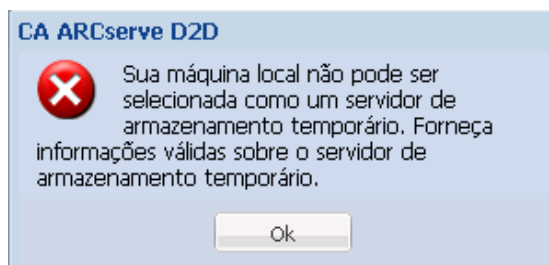 CA ARCserve D2D
Sua máquina local não pode ser
selecionada como um servidor de
armazenamento temporário. Forneça
informações válidas sobre o servidor de
armazenamento temporário.
Ok